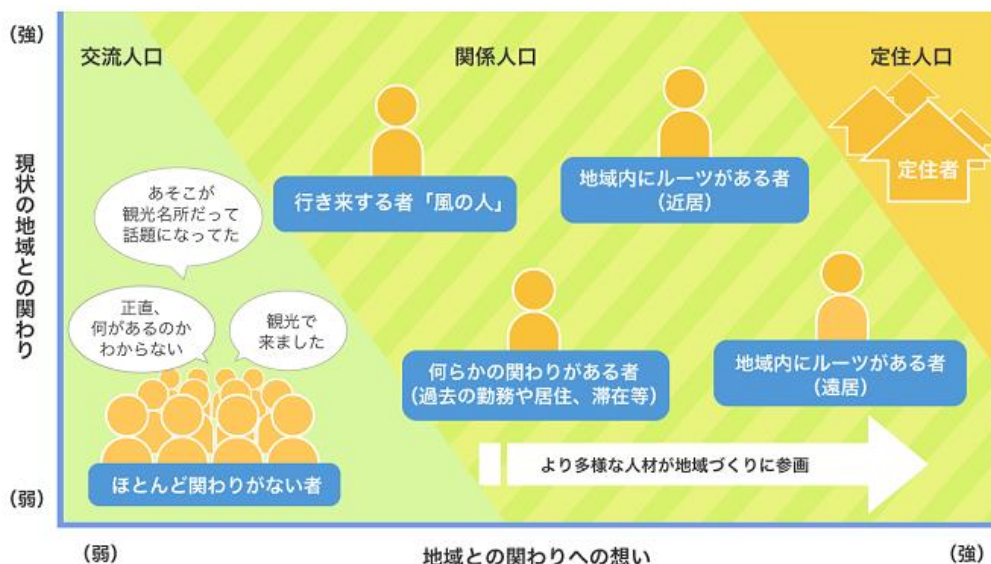 （強）
交流人口
関係人口
定住人口
定住者
現状の地域との関わり
行き来する者「風の人」
地域内にルーツがある者
（近居）
あそこが
観光名所だって
話題になってた
正直、
何があるのか
わからない
観光で
来ました
何らかの関わりがある者
（過去の勤務や居住、滞在等）
地域内にルーツがある者
（遠居）
より多様な人材が地域づくりに参画
ほとんど関わりがない者
（弱）
（弱）
地域との関わりへの想い
（強）